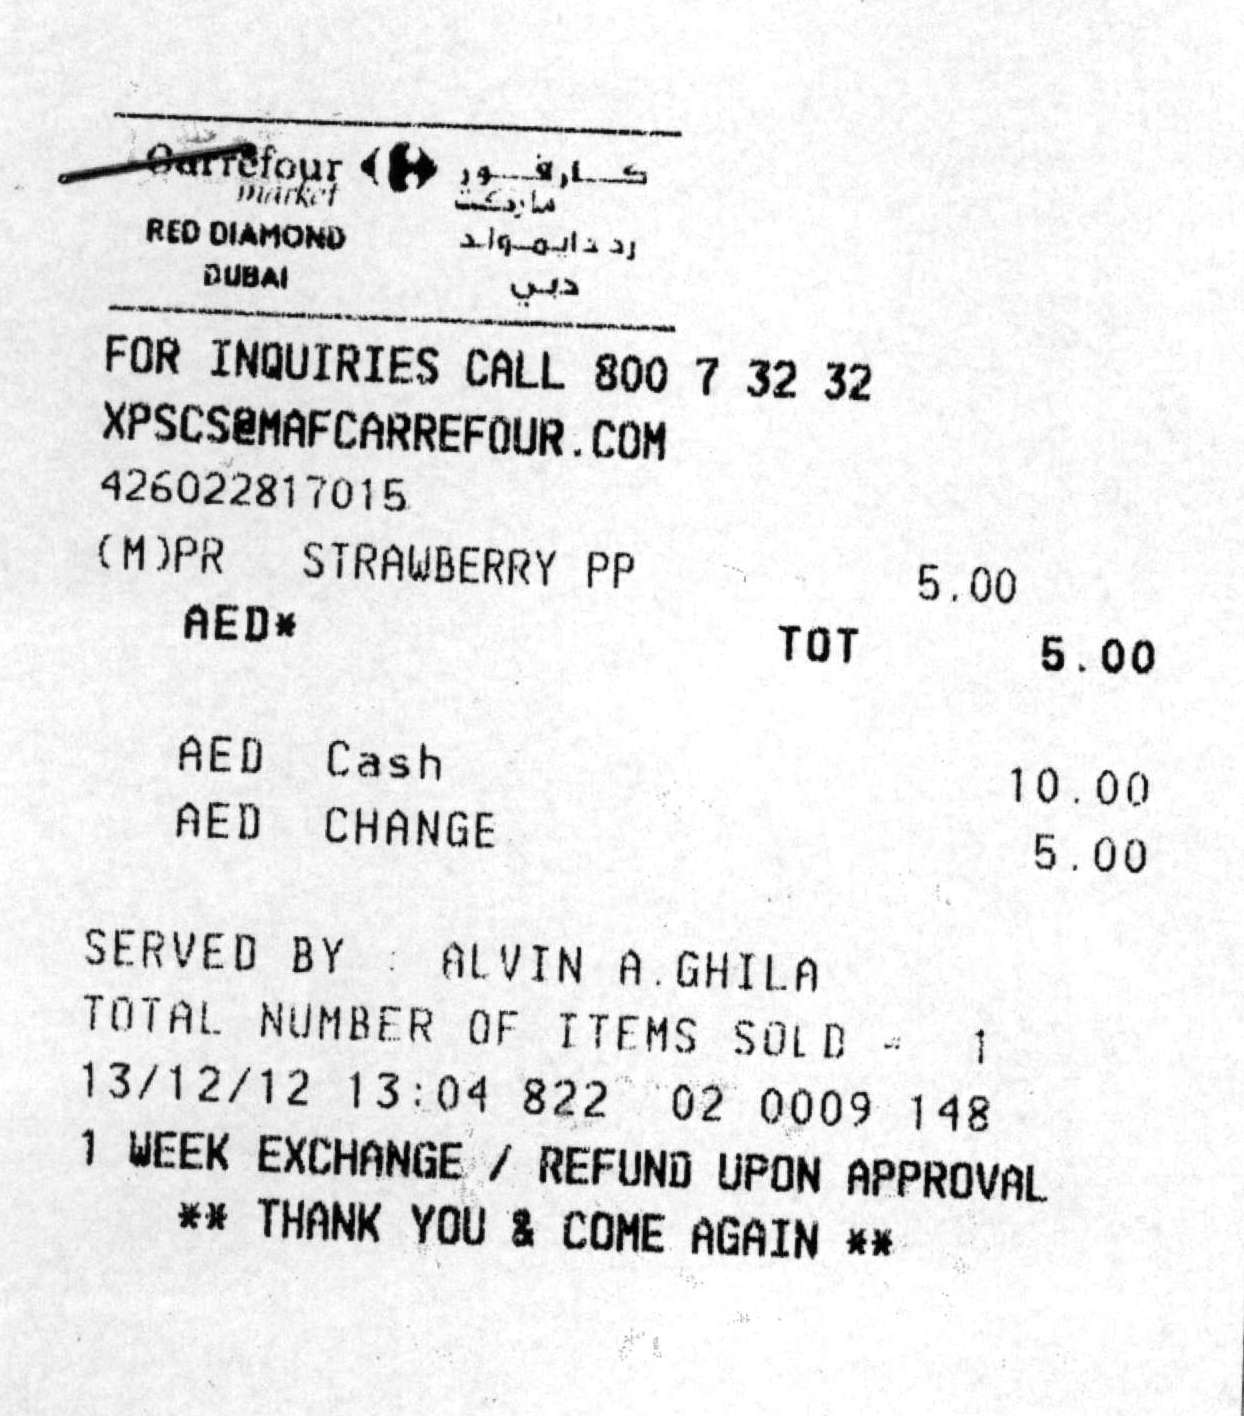 Carrefour كارفور
market ماركت
RED DIAMOND رد دايموند
DUBAI دبي
FOR INQUIRIES CALL 800 7 32 32
XPSCS@MAFCARREFOUR.COM
426022817015
(M)PR STRAWBERRY PP 5.00
AED* TOT 5.00
AED Cash 10.00
AED CHANGE 5.00
SERVED BY : ALVIN A.GHILA
TOTAL NUMBER OF ITEMS SOLD - 1
13/12/12 13:04 822 02 0009 148
1 WEEK EXCHANGE / REFUND UPON APPROVAL
** THANK YOU & COME AGAIN **